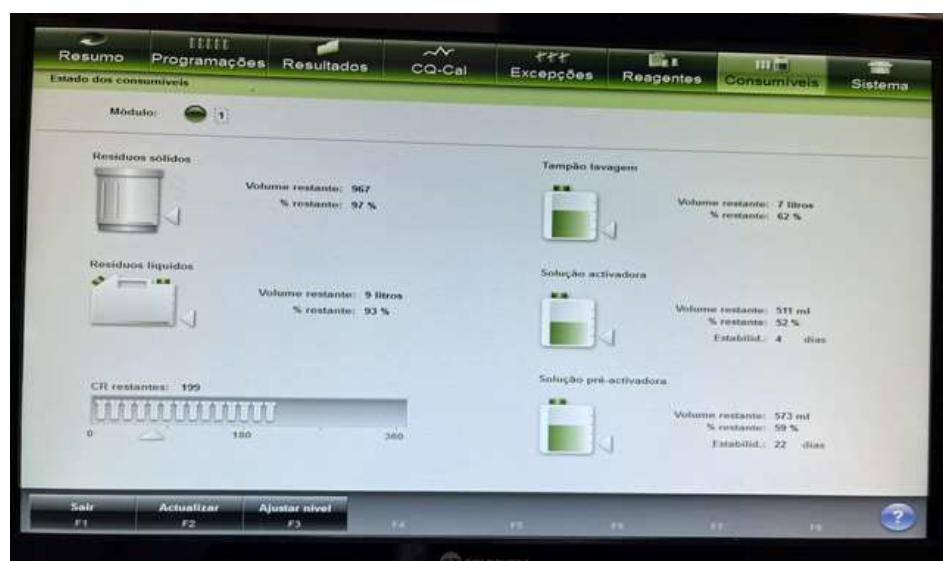 Resumo
Programações
Resultados
CQ-Cal
Excepções
Reagentes
Consumíveis
Sistema
Estado dos consumíveis
Módulo: 1
Resíduos sólidos
Volume restante: 967
% restante: 97 %
Resíduos líquidos
Volume restante: 9 litros
% restante: 93 %
CR restantes: 199
0 180 360
Tampão lavagem
Volume restante: 7 litros
% restante: 62 %
Solução activadora
Volume restante: 511 ml
% restante: 52 %
Estabilid.: 4 dias
Solução pré-activadora
Volume restante: 573 ml
% restante: 59 %
Estabilid.: 22 dias
Sair Actualizar Ajustar nível
F1 F2 F3 F4 F5 F6 F7 F8
?